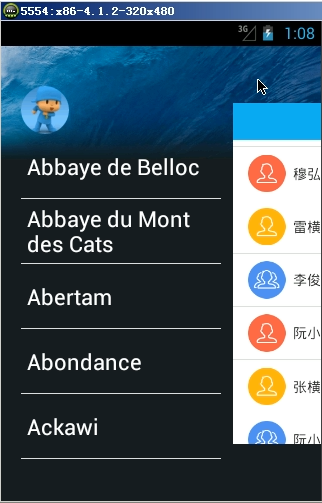 5554:x86-4.1.2-320x480
3G
1:08
Abbaye de Belloc
Abbaye du Mont
des Cats
Abertam
Abondance
Ackawi
穆弘
雷横
李俊
阮小
张横
阮小